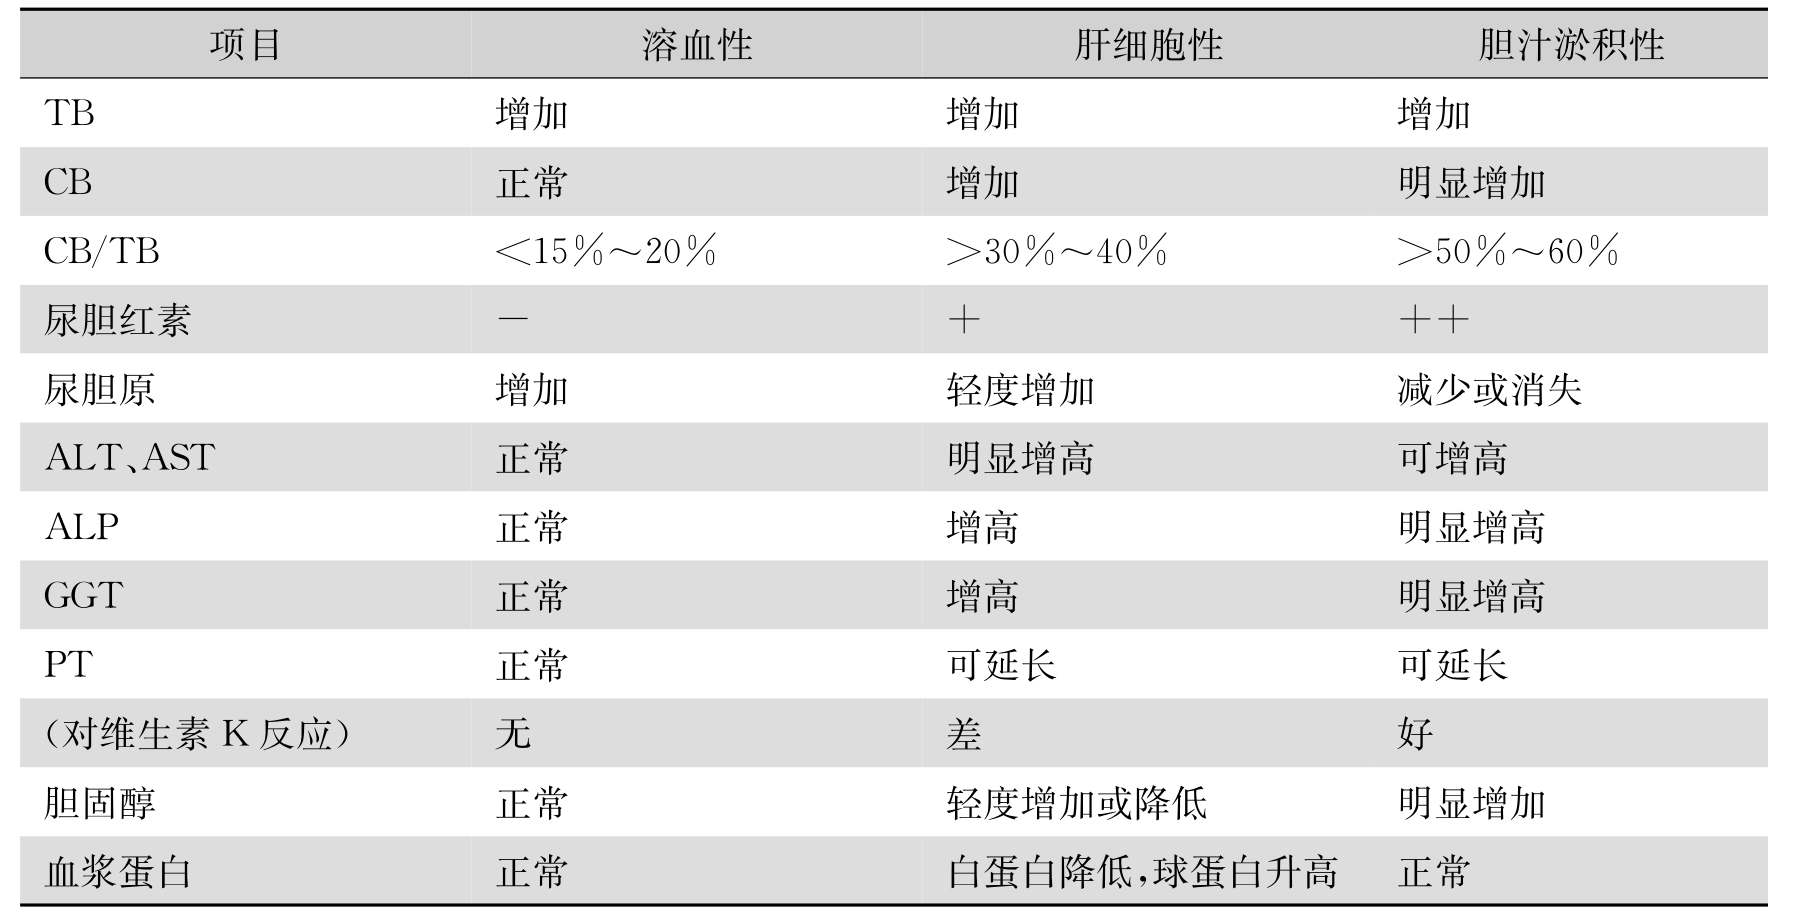 项目 溶血性 肝细胞性 胆汁淤积性
TB 增加 增加 增加
CB 正常 增加 明显增加
CB/TB <15%～20% >30%～40% >50%～60%
尿胆红素 － + ++
尿胆原 增加 轻度增加 减少或消失
ALT、AST 正常 明显增高 可增高
ALP 正常 增高 明显增高
GGT 正常 增高 明显增高
PT 正常 可延长 可延长
(对维生素 K 反应) 无 差 好
胆固醇 正常 轻度增加或降低 明显增加
血浆蛋白 正常 白蛋白降低,球蛋白升高 正常